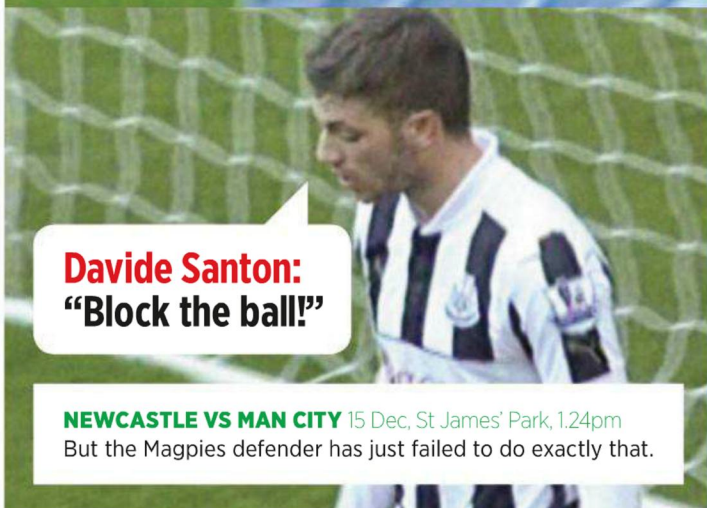 Davide Santon:
“Block the ball!”
NEWCASTLE VS MAN CITY 15 Dec, St James’ Park, 1.24pm
But the Magpies defender has just failed to do exactly that.